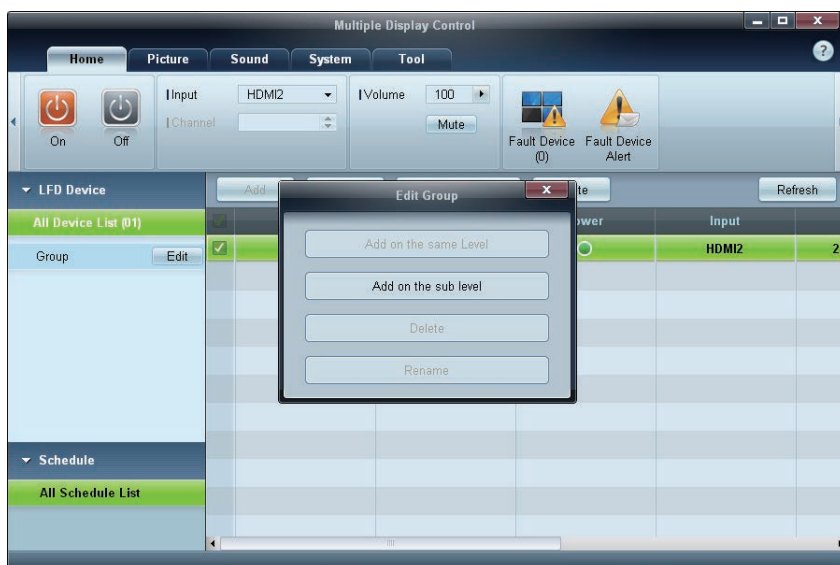 Multiple Display Control
Home Picture Sound System Tool
Input HDMI2 Volume 100
Channel Mute
On Off Fault Device (0) Fault Device Alert
LFD Device Add Edit Group te Refresh
All Device List (01) ower Input
Group Edit HDMI2 2
Add on the same Level
Add on the sub level
Delete
Rename
Schedule
All Schedule List